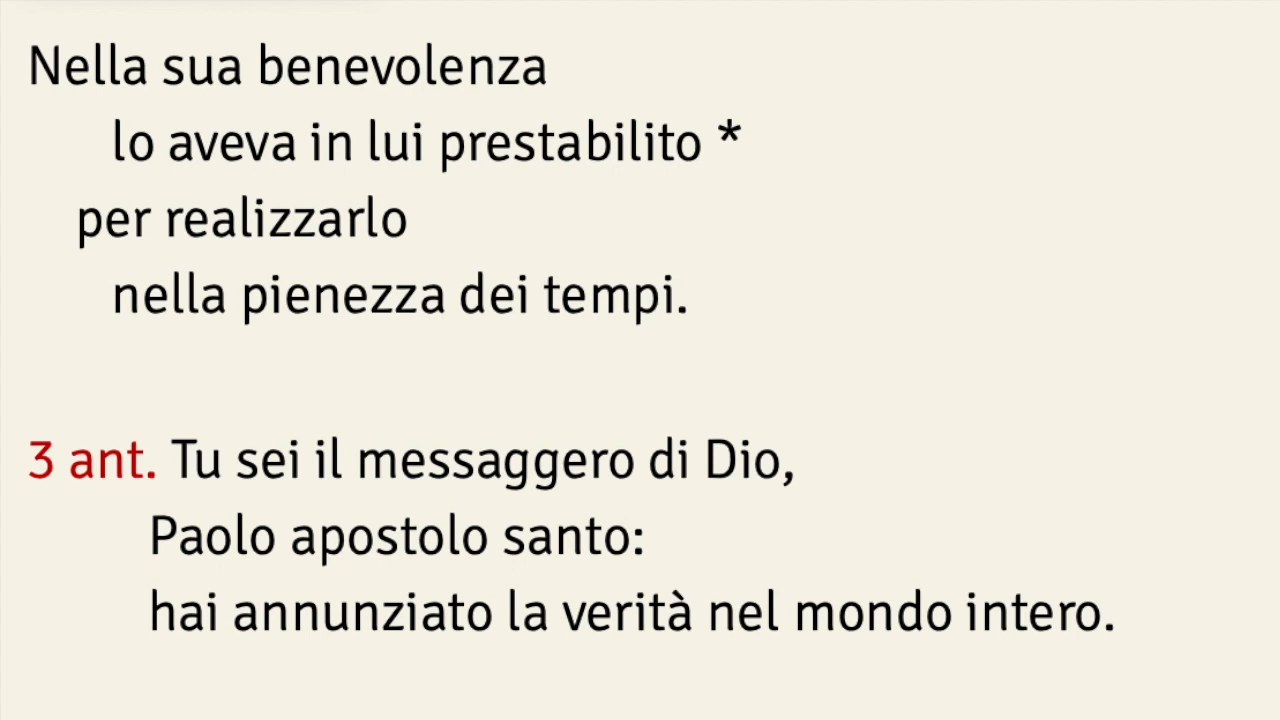 Nella sua benevolenza
lo aveva in lui prestabilito *
per realizzarlo
nella pienezza dei tempi.
3 ant. Tu sei il messaggero di Dio,
Paolo apostolo santo:
hai annunziato la verità nel mondo intero.